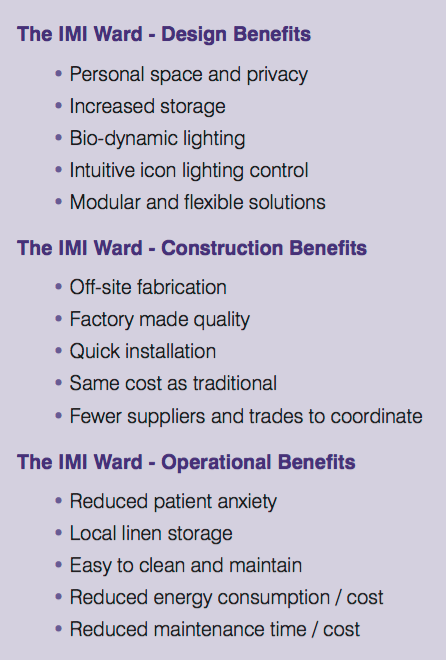 The IMI Ward - Design Benefits
• Personal space and privacy
• Increased storage
• Bio-dynamic lighting
• Intuitive icon lighting control
• Modular and flexible solutions
The IMI Ward - Construction Benefits
• Off-site fabrication
• Factory made quality
• Quick installation
• Same cost as traditional
• Fewer suppliers and trades to coordinate
The IMI Ward - Operational Benefits
• Reduced patient anxiety
• Local linen storage
• Easy to clean and maintain
• Reduced energy consumption / cost
• Reduced maintenance time / cost